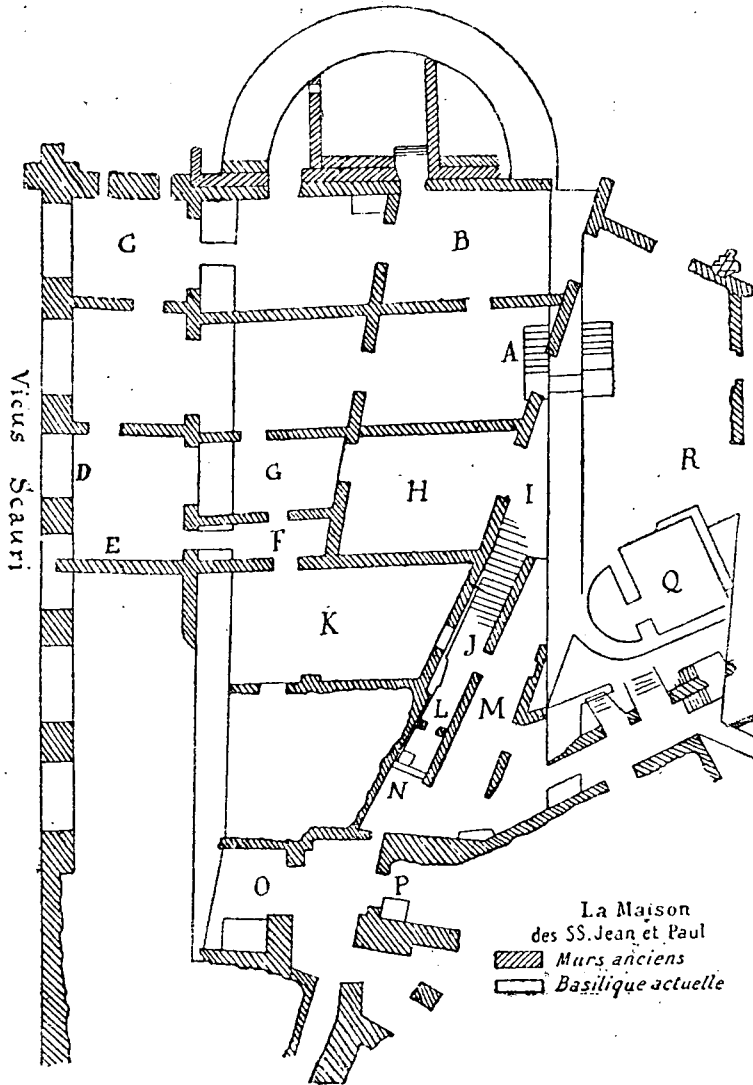 C
B
A
Vicus Scauri
D
G
H
I
R
E
F
Q
K
J
L
M
N
O
P
La Maison
des SS. Jean et Paul
Murs anciens
Basilique actuelle